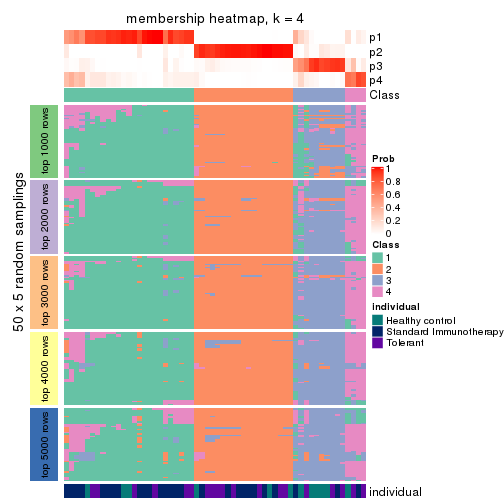 membership heatmap, k = 4
p1
p2
p3
p4
Class
50 x 5 random samplings
top 1000 rows
top 2000 rows
top 3000 rows
top 4000 rows
top 5000 rows
Prob
1
0.8
0.6
0.4
0.2
0
Class
1
2
3
4
individual
Healthy control
Standard Immunotherapy
Tolerant
individual